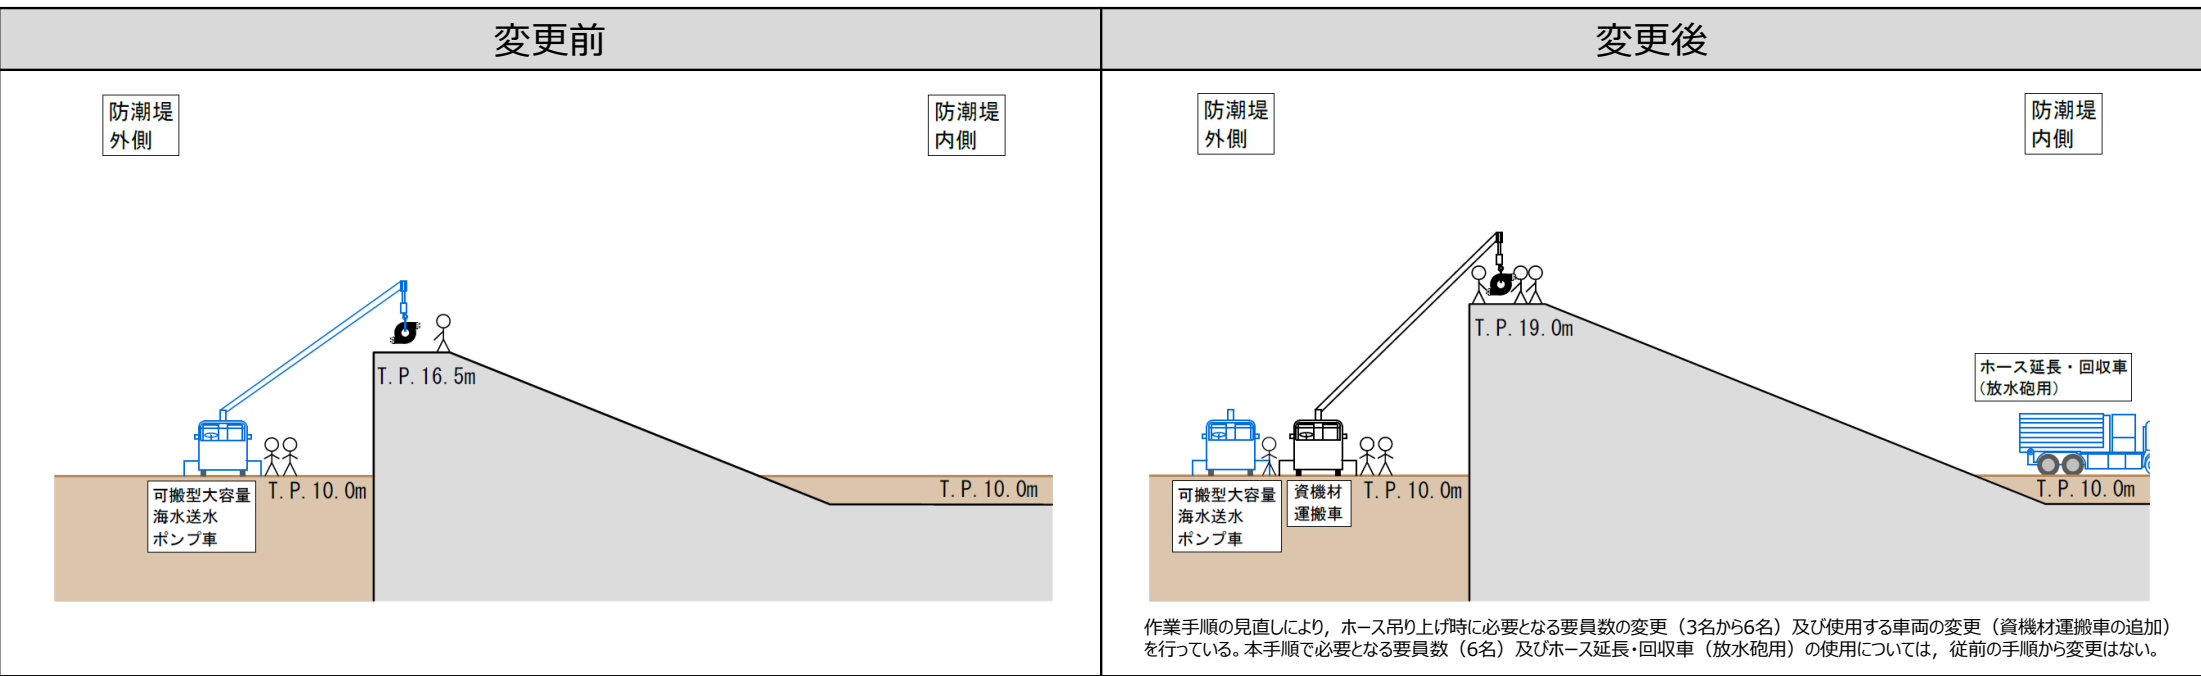 変更前
防潮堤
外側
防潮堤
内側
T.P.16.5m
T.P.10.0m
T.P.10.0m
可搬型大容量
海水送水
ポンプ車
変更後
防潮堤
外側
防潮堤
内側
T.P.19.0m
ホース延長・回収車
(放水砲用)
T.P.10.0m
T.P.10.0m
可搬型大容量
海水送水
ポンプ車
資機材
運搬車
作業手順の見直しにより，ホース吊り上げ時に必要となる要員数の変更（3名から6名）及び使用する車両の変更（資機材運搬車の追加）
を行っている。本手順で必要となる要員数（6名）及びホース延長・回収車（放水砲用）の使用については，従前の手順から変更はない。